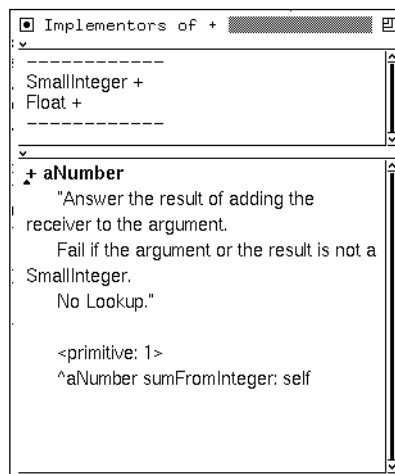 Implementors of +
------------
SmallInteger +
Float +
------------
+ aNumber
"Answer the result of adding the
receiver to the argument.
Fail if the argument or the result is not a
SmallInteger.
No Lookup."
<primitive: 1>
^aNumber sumFromInteger: self